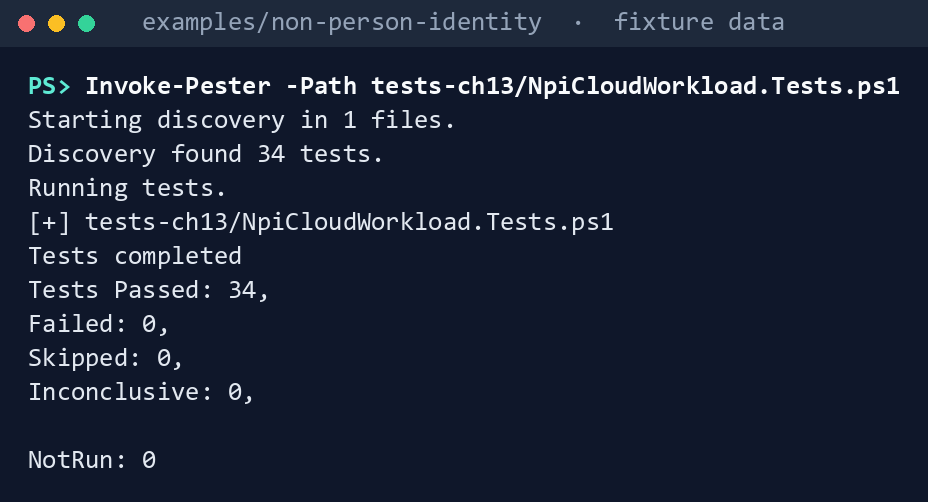 examples/non-person-identity · fixture data
PS> Invoke-Pester -Path tests-ch13/NpiCloudWorkload.Tests.ps1
Starting discovery in 1 files.
Discovery found 34 tests.
Running tests.
[+] tests-ch13/NpiCloudWorkload.Tests.ps1
Tests completed
Tests Passed: 34,
Failed: 0,
Skipped: 0,
Inconclusive: 0,
NotRun: 0